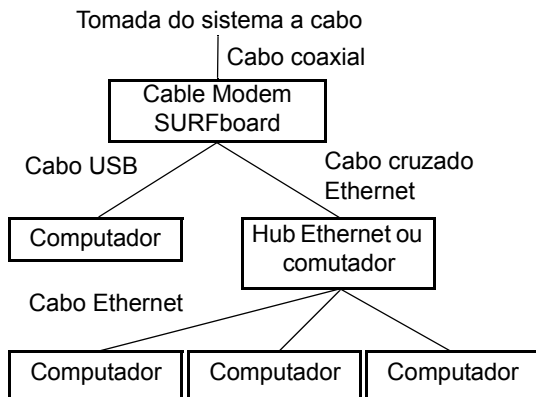 Tomada do sistema a cabo
Cabo coaxial
Cable Modem
SURFboard
Cabo USB
Cabo cruzado
Ethernet
Computador
Hub Ethernet ou
comutador
Cabo Ethernet
Computador
Computador
Computador